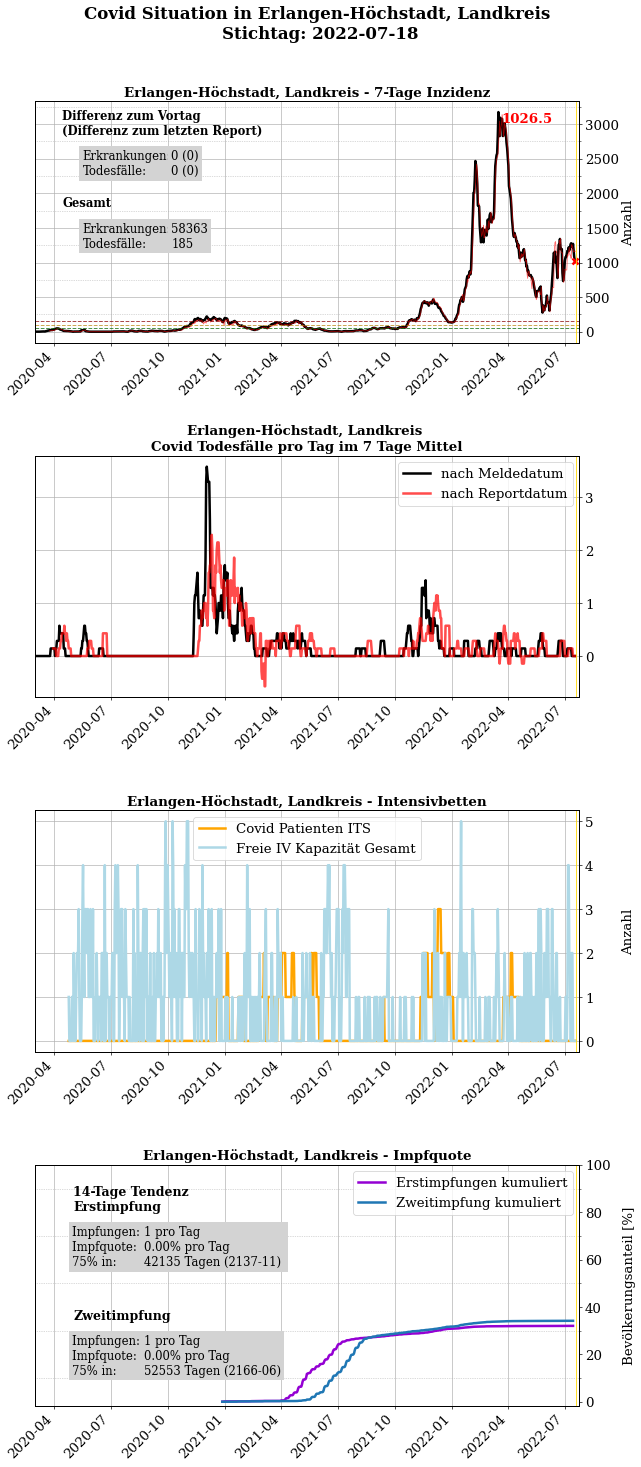 Covid Situation in Erlangen-Höchstadt, Landkreis
Stichtag: 2022-07-18
Erlangen-Höchstadt, Landkreis - 7-Tage Inzidenz
Differenz zum Vortag
(Differenz zum letzten Report)
Erkrankungen 0 (0)
Todesfälle: 0 (0)
Gesamt
Erkrankungen 58363
Todesfälle: 185
1026.5
3000
2500
2000
1500
1000
500
0
Anzahl
2020-04 2020-07 2020-10 2021-01 2021-04 2021-07 2021-10 2022-01 2022-04 2022-07
Erlangen-Höchstadt, Landkreis
Covid Todesfälle pro Tag im 7 Tage Mittel
nach Meldedatum
nach Reportdatum
3
2
1
0
2020-04 2020-07 2020-10 2021-01 2021-04 2021-07 2021-10 2022-01 2022-04 2022-07
Erlangen-Höchstadt, Landkreis - Intensivbetten
Covid Patienten ITS
Freie IV Kapazität Gesamt
5
4
3
2
1
0
Anzahl
2020-04 2020-07 2020-10 2021-01 2021-04 2021-07 2021-10 2022-01 2022-04 2022-07
Erlangen-Höchstadt, Landkreis - Impfquote
14-Tage Tendenz
Erstimpfung
Impfungen: 1 pro Tag
Impfquote: 0.00% pro Tag
75% in: 42135 Tagen (2137-11)
Zweitimpfung
Impfungen: 1 pro Tag
Impfquote: 0.00% pro Tag
75% in: 52553 Tagen (2166-06)
Erstimpfungen kumuliert
Zweitimpfung kumuliert
100
80
60
40
20
0
Bevölkerungsanteil [%]
2020-04 2020-07 2020-10 2021-01 2021-04 2021-07 2021-10 2022-01 2022-04 2022-07